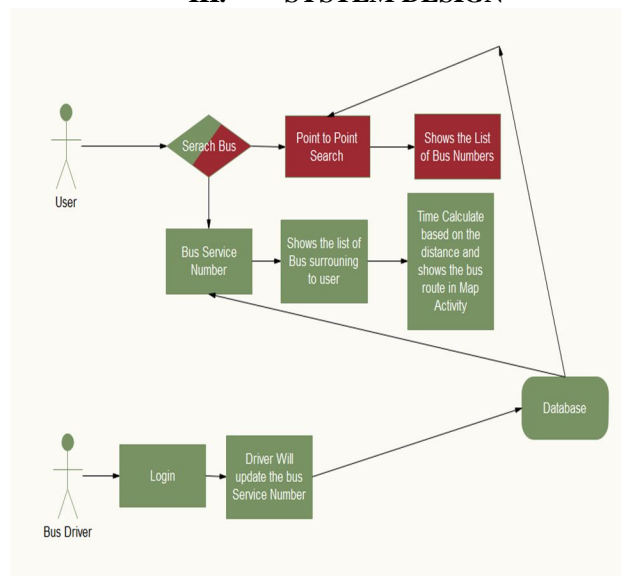 III. SYSTEM DESIGN
Serach Bus
Point to Point
Search
Shows the List
of Bus Numbers
User
Bus Service
Number
Shows the list of
Bus surrouning
to user
Time Calculate
based on the
distance and
shows the bus
route in Map
Activity
Database
Login
Driver Will
update the bus
Service Number
Bus Driver